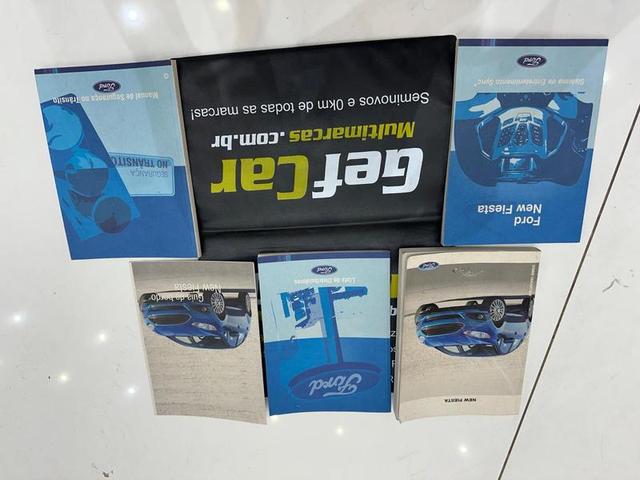 NEW FIESTA
Ford
Lista de Distribuidores
Ford
Guia de bordo
New Fiesta
Ford
New Fiesta
Sistema de Entretenimento Sync®
Ford
GefCar
Multimarcas.com.br
Seminovos e 0km de todas as marcas!
SEGURANÇA
NO TRÂNSITO
Manual de Segurança no Trânsito
Ford